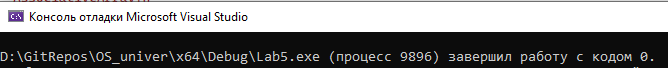 Консоль отладки Microsoft Visual Studio
D:\GitRepos\OS_univer\x64\Debug\Lab5.exe (процесс 9896) завершил работу с кодом 0.